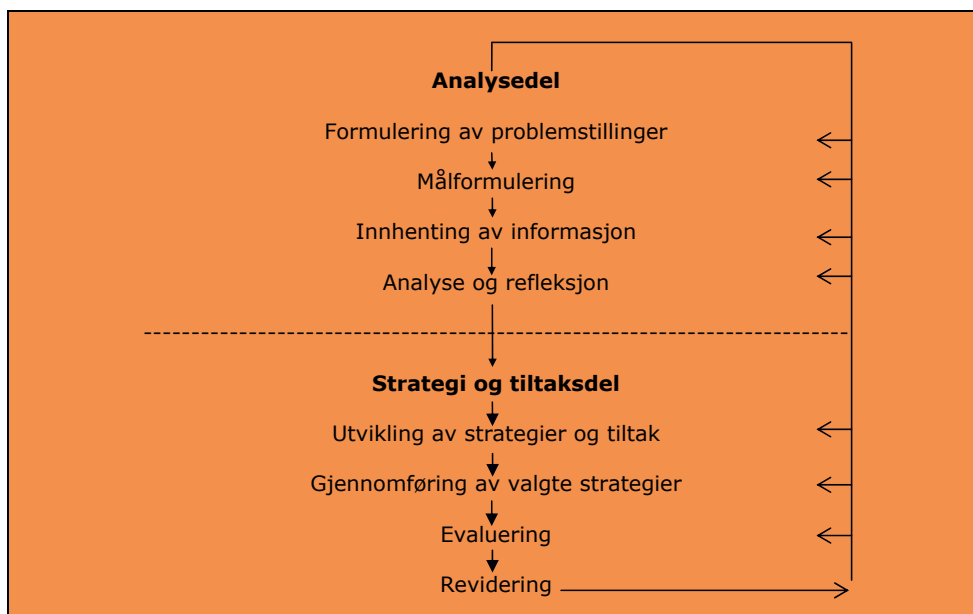 Analysedel
Formulering av problemstillinger
Målformulering
Innhenting av informasjon
Analyse og refleksjon
Strategi og tiltaksdel
Utvikling av strategier og tiltak
Gjennomføring av valgte strategier
Evaluering
Revidering